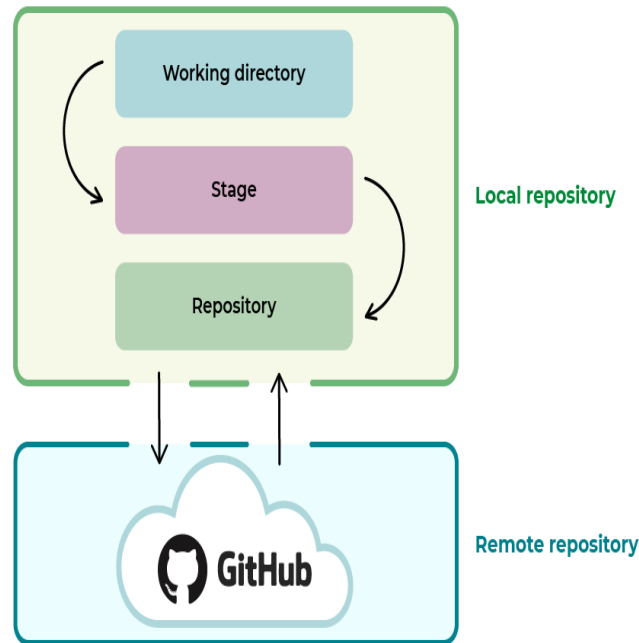 Working directory
Stage
Local repository
Repository
GitHub
Remote repository